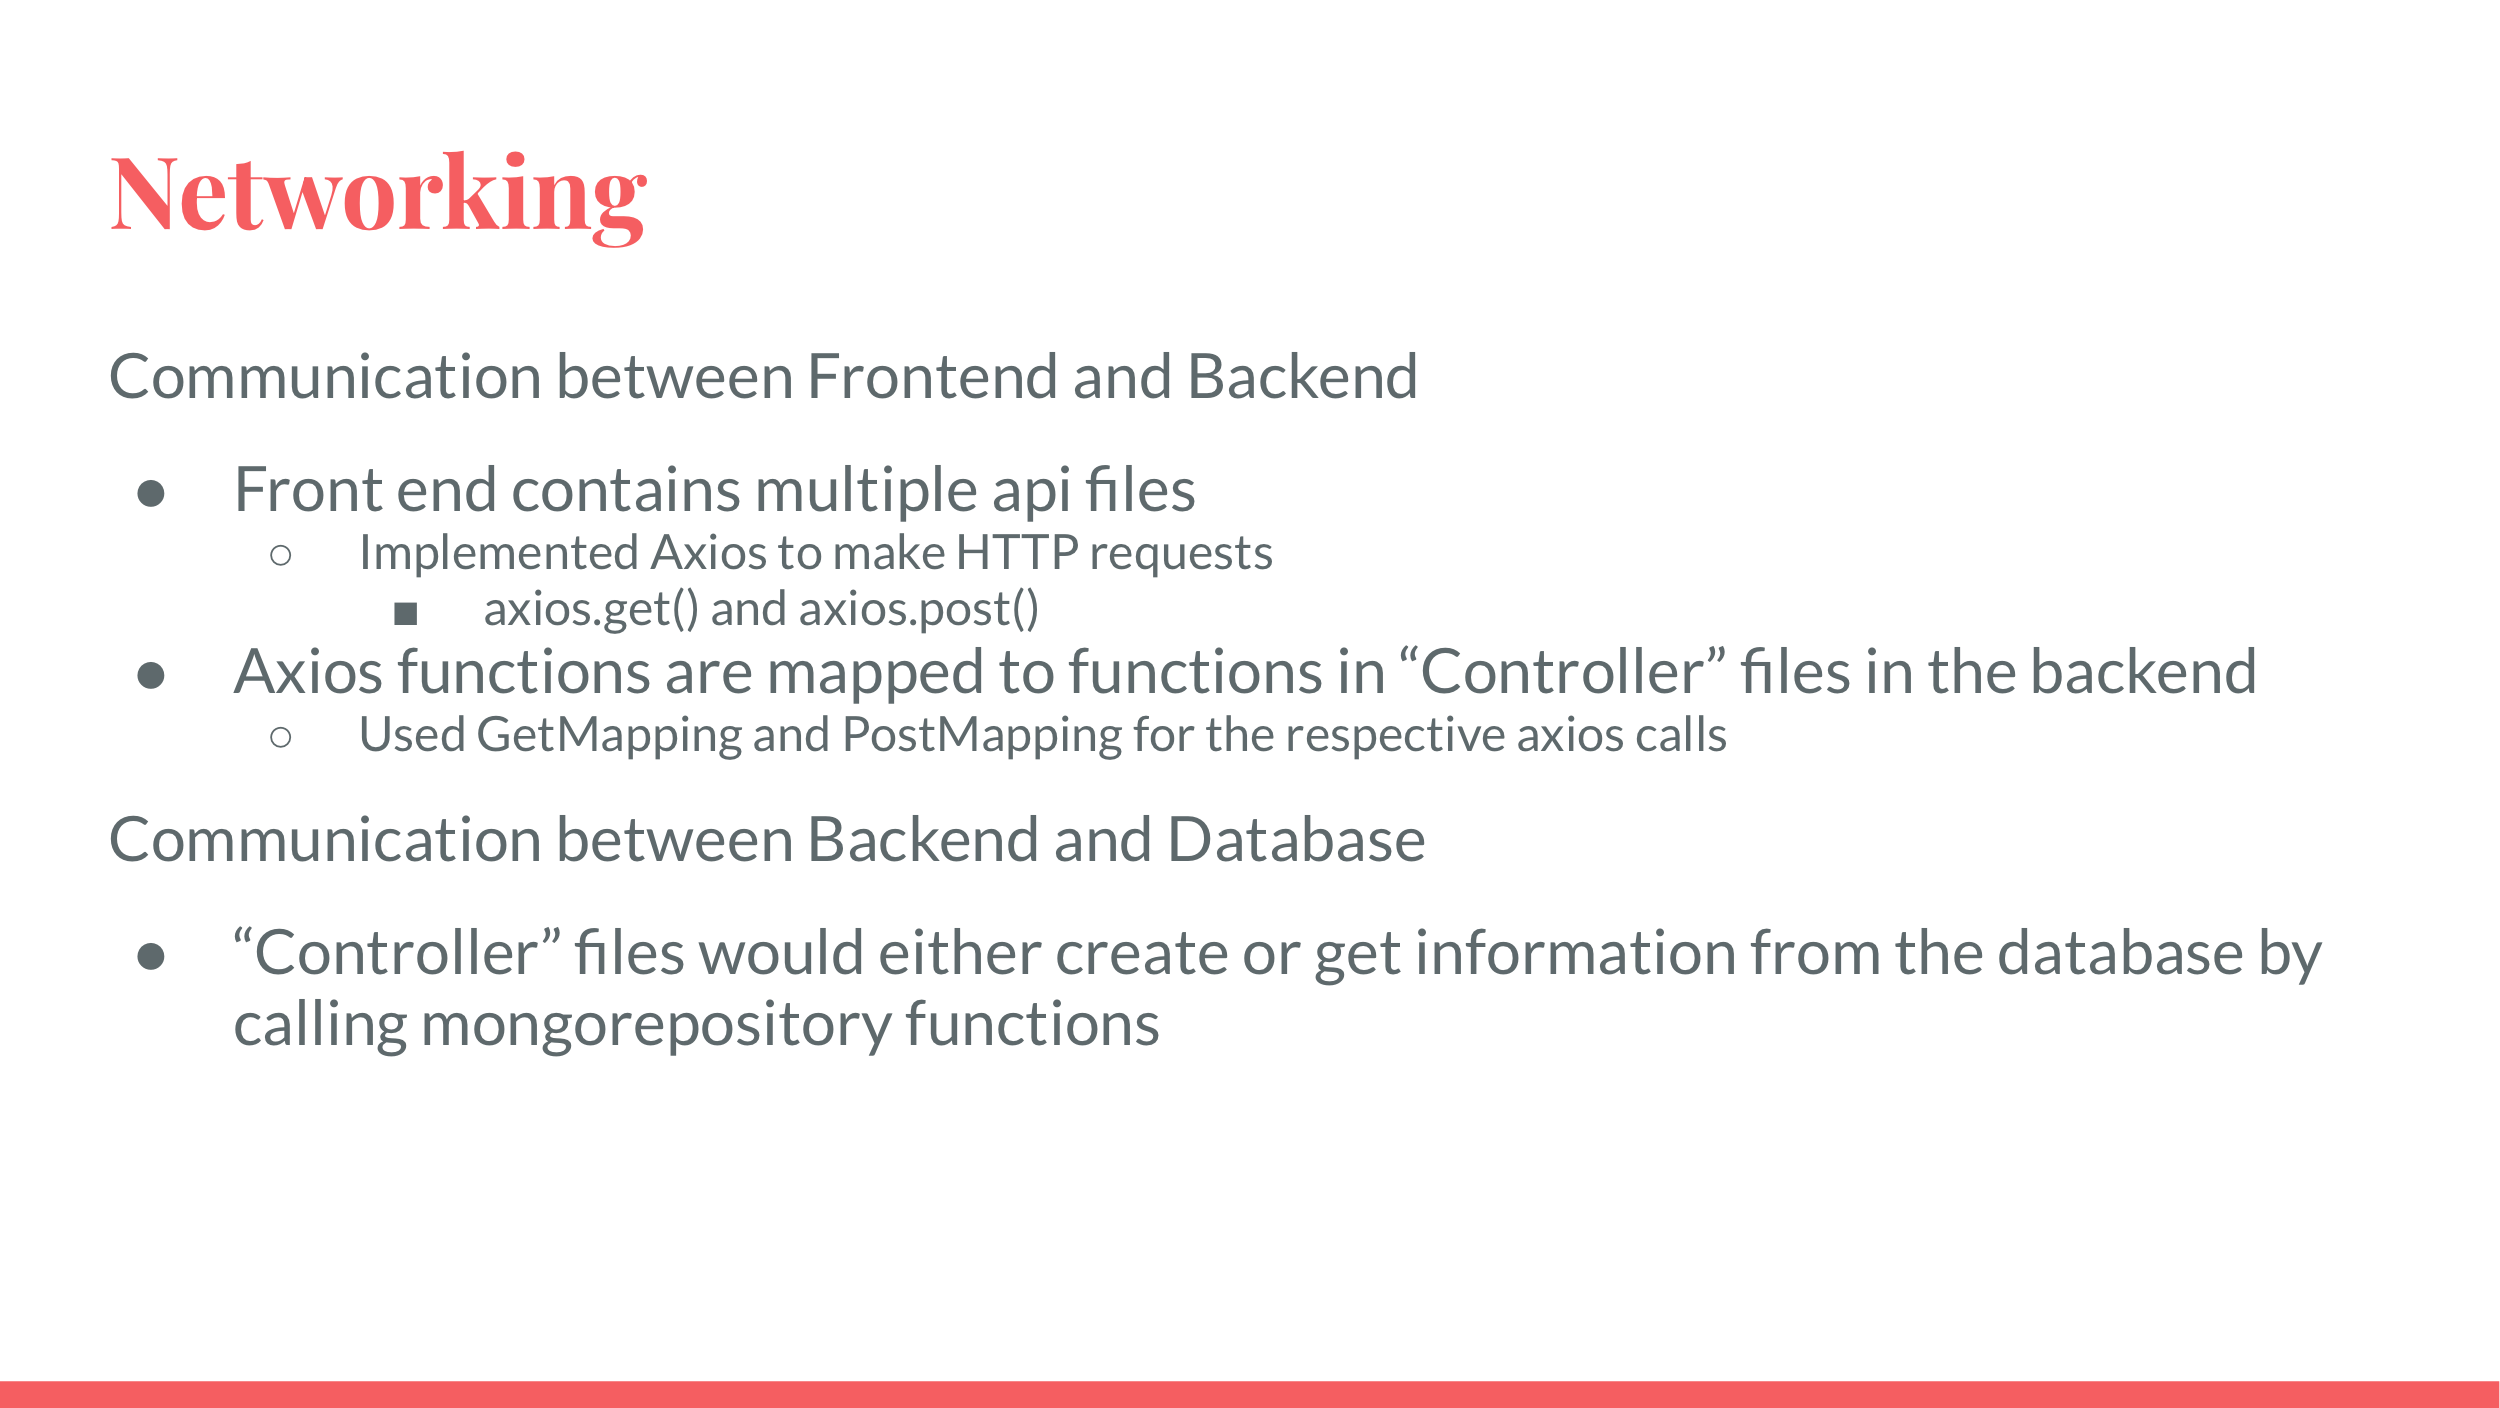 Networking
Communication between Frontend and Backend
● Front end contains multiple api files
○ Implemented Axios to make HTTP requests
■ axios.get() and axios.post()
● Axios functions are mapped to functions in “Controller” files in the backend
○ Used GetMapping and PostMapping for the respective axios calls
Communication between Backend and Database
● “Controller” files would either create or get information from the database by
calling mongorepository functions